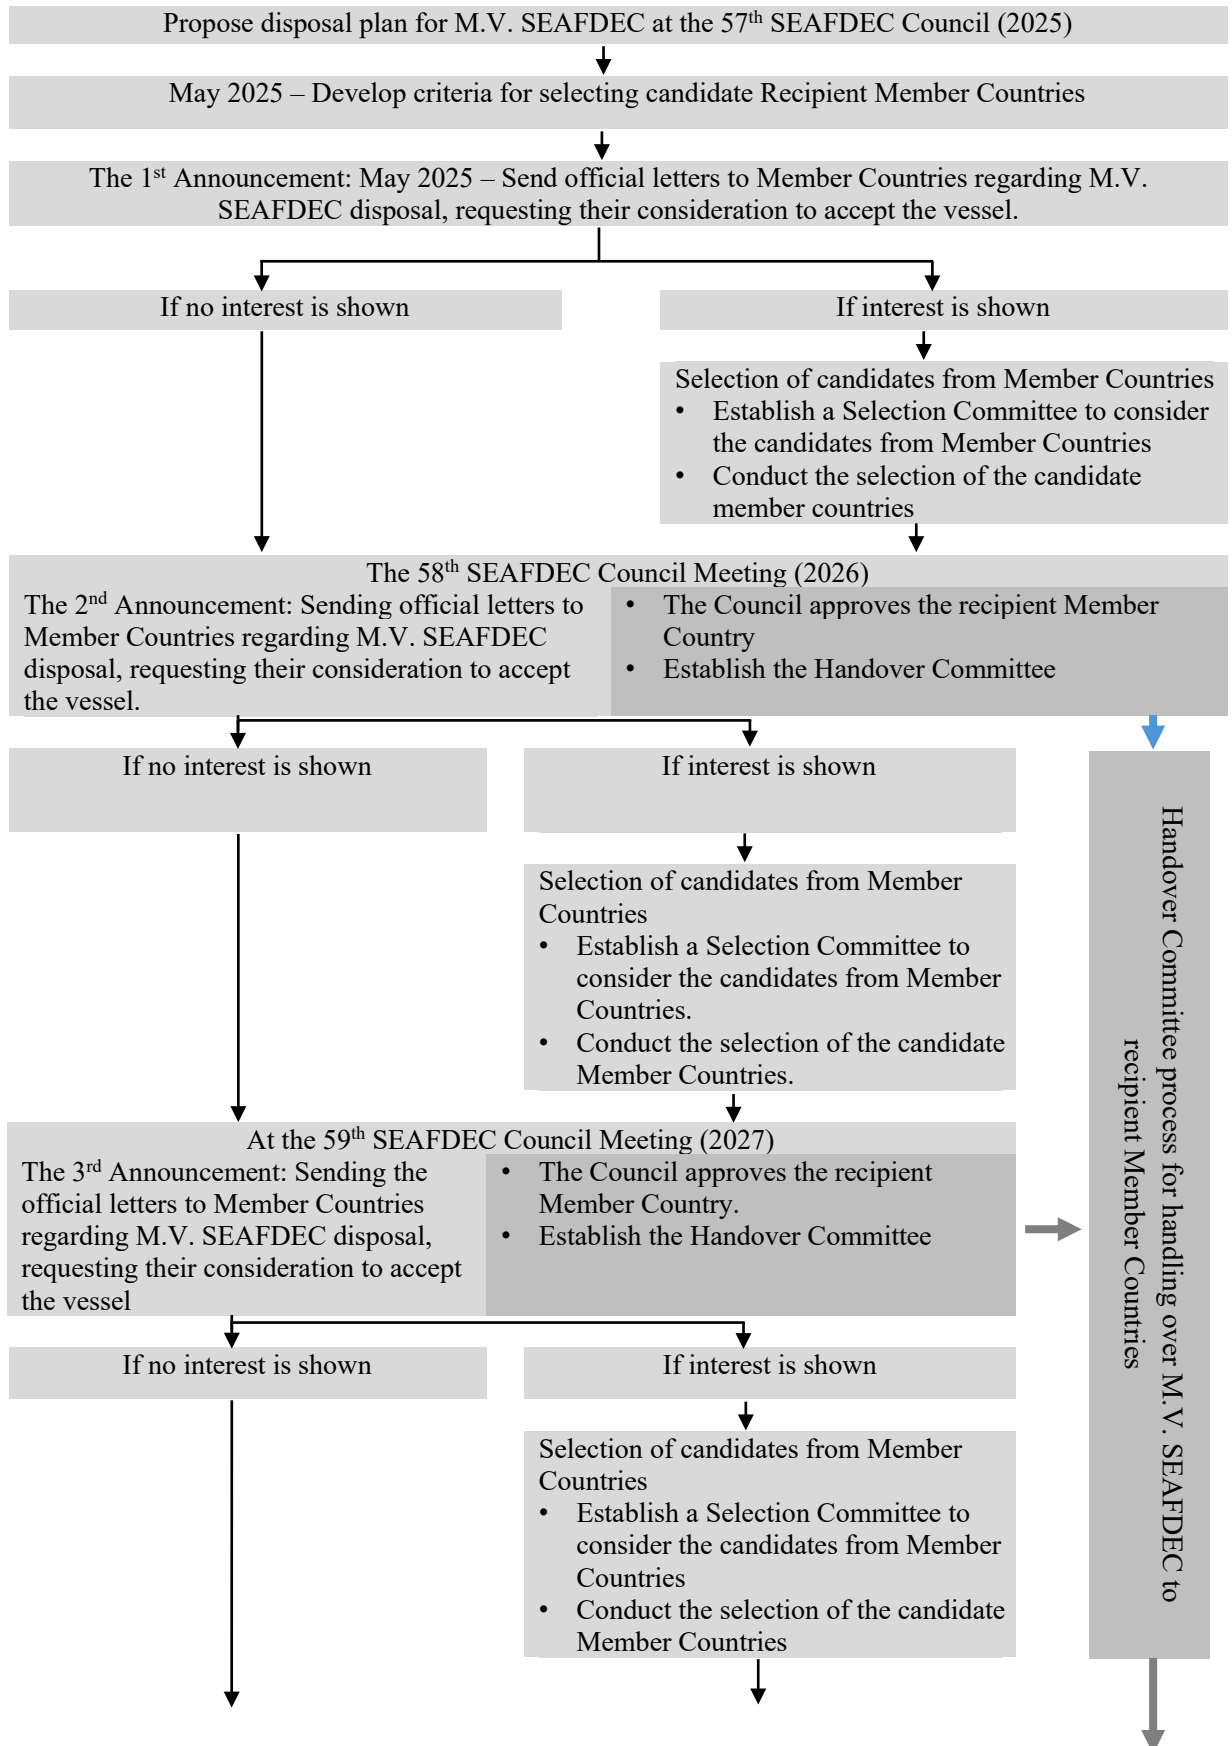 Propose disposal plan for M.V. SEAFDEC at the 57th SEAFDEC Council (2025)
May 2025 – Develop criteria for selecting candidate Recipient Member Countries
The 1st Announcement: May 2025 – Send official letters to Member Countries regarding M.V.
SEAFDEC disposal, requesting their consideration to accept the vessel.
If no interest is shown
If interest is shown
Selection of candidates from Member Countries
• Establish a Selection Committee to consider
the candidates from Member Countries
• Conduct the selection of the candidate
member countries
The 58th SEAFDEC Council Meeting (2026)
The 2nd Announcement: Sending official letters to
Member Countries regarding M.V. SEAFDEC
disposal, requesting their consideration to accept
the vessel.
• The Council approves the recipient Member
Country
• Establish the Handover Committee
If no interest is shown
If interest is shown
Selection of candidates from Member
Countries
• Establish a Selection Committee to
consider the candidates from Member
Countries.
• Conduct the selection of the candidate
Member Countries.
Handover Committee process for handling over M.V. SEAFDEC to
recipient Member Countries
At the 59th SEAFDEC Council Meeting (2027)
The 3rd Announcement: Sending the
official letters to Member Countries
regarding M.V. SEAFDEC disposal,
requesting their consideration to accept
the vessel
• The Council approves the recipient
Member Country.
• Establish the Handover Committee
If no interest is shown
If interest is shown
Selection of candidates from Member
Countries
• Establish a Selection Committee to
consider the candidates from Member
Countries
• Conduct the selection of the candidate
Member Countries